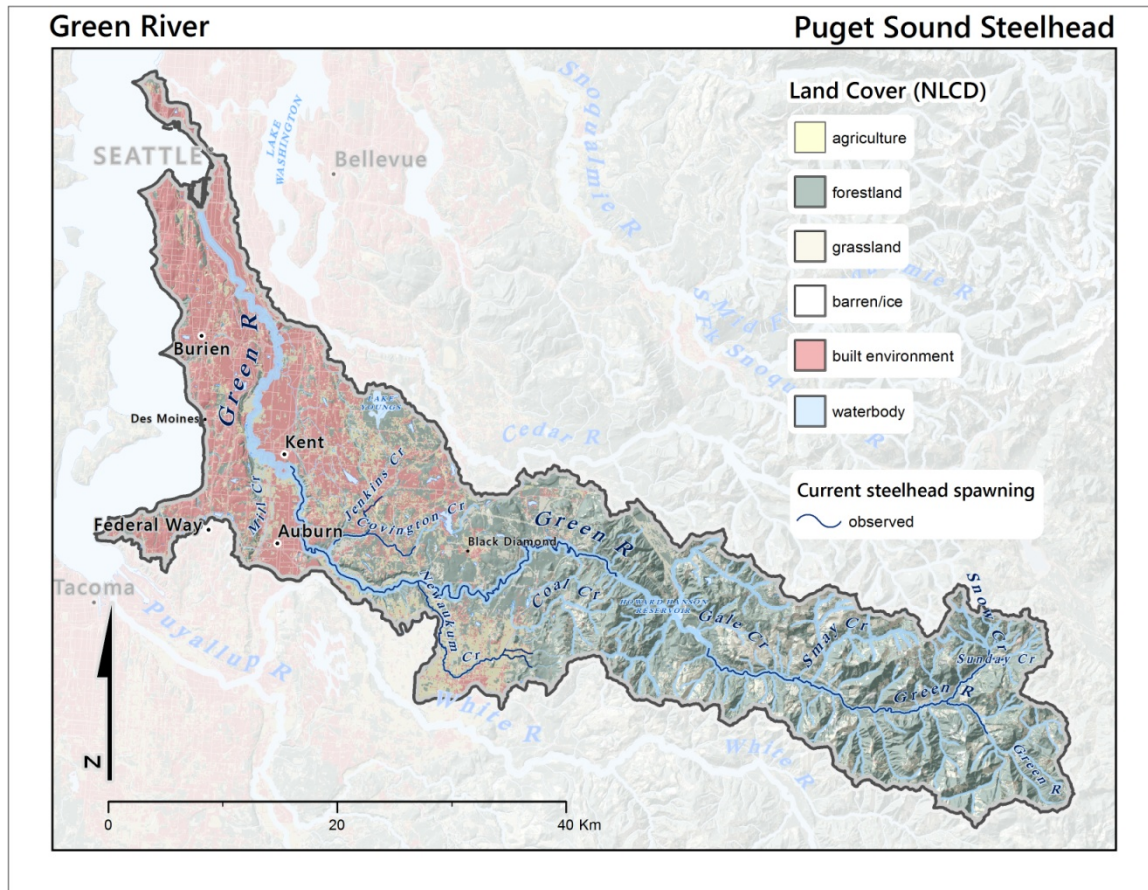 Green River
Puget Sound Steelhead
Land Cover (NLCD)
agriculture
forestland
grassland
barren/ice
built environment
waterbody
Current steelhead spawning
observed
SEATTLE
LAKE
WASHINGTON
Bellevue
Snoqualmie R
Burien
Green R
Des Moines
Kent
LAKE
YOUNGS
Cedar R
Mill Cr
Jenkins Cr
Covington Cr
Federal Way
Auburn
Black Diamond
Green R
Tacoma
Puyallup R
Newaukum
Cr
Coal Cr
HOWARD HANSON
RESERVOIR
Gale Cr
Smay Cr
Snow Cr
Sunday Cr
Green R
Green R
White R
White R
N
0
20
40 Km